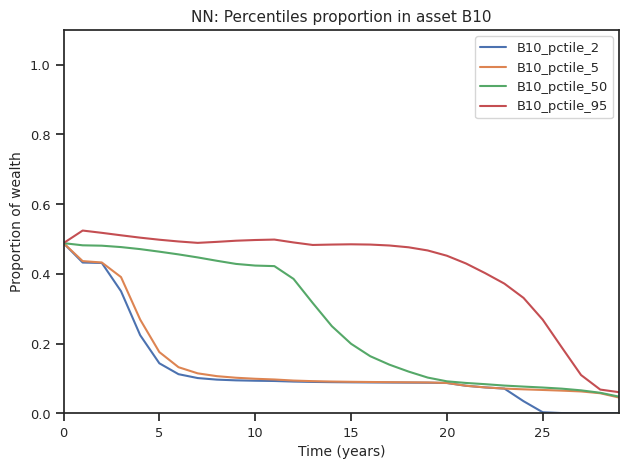 NN: Percentiles proportion in asset B10
B10_pctile_2
B10_pctile_5
B10_pctile_50
B10_pctile_95
Proportion of wealth
1.0
0.8
0.6
0.4
0.2
0.0
0 5 10 15 20 25
Time (years)